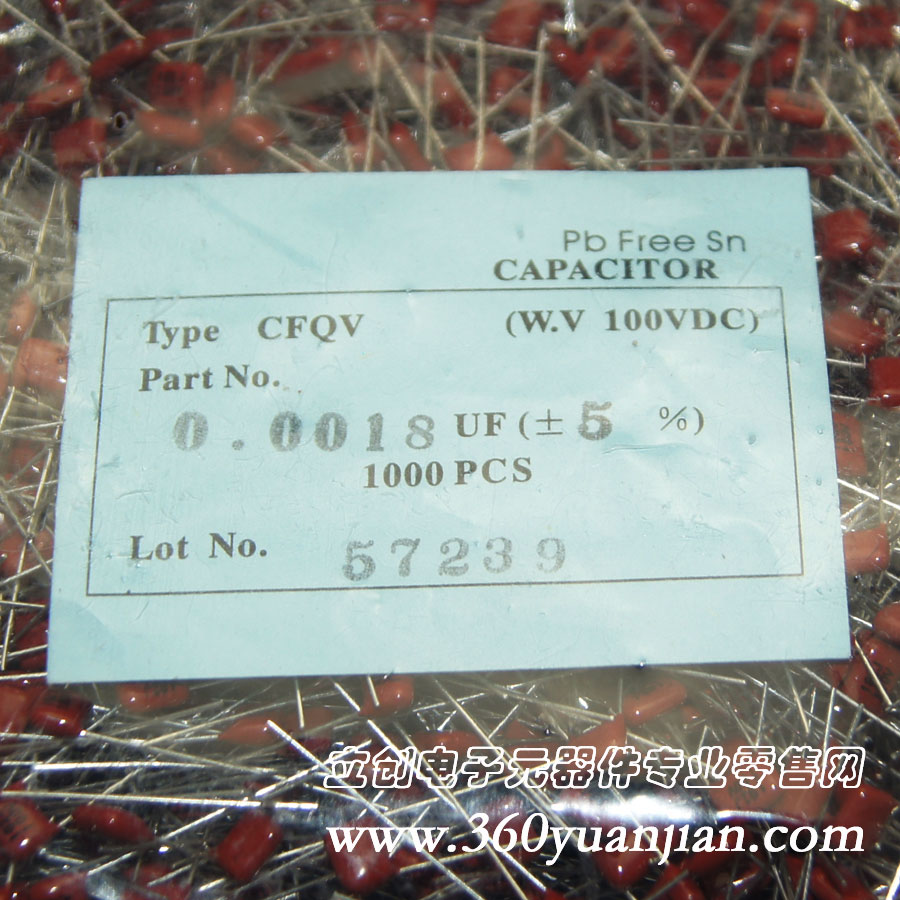 Pb Free Sn
CAPACITOR
Type CFQV (W.V 100VDC)
Part No.
0.0018 UF (±5 %)
1000 PCS
Lot No. 57239
立创电子元器件专业零售网
www.360yuanjian.com